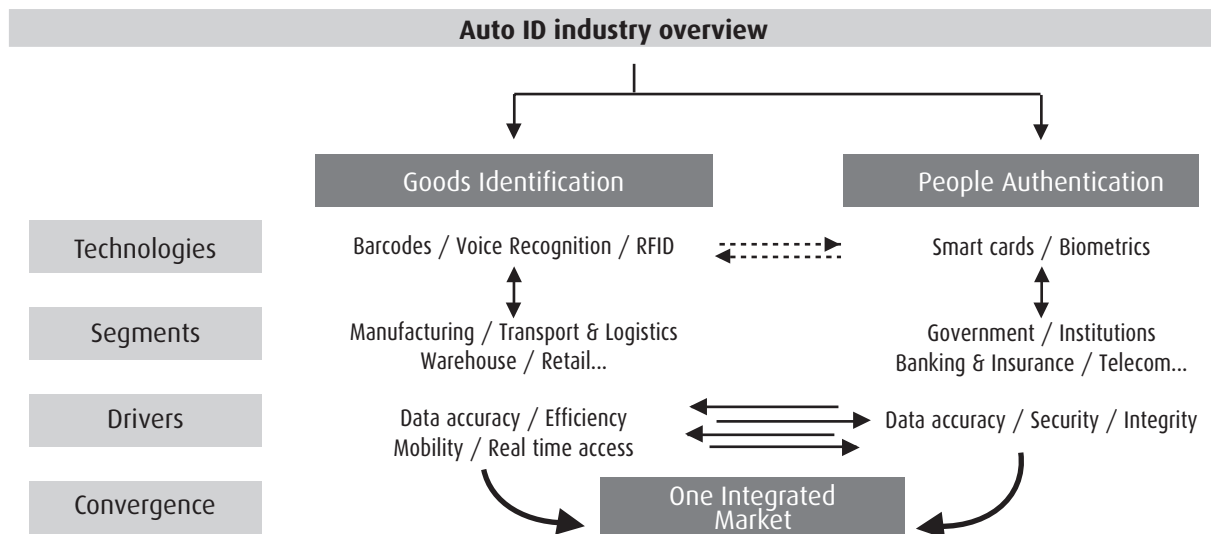 Auto ID industry overview
Goods Identification
People Authentication
Technologies
Barcodes / Voice Recognition / RFID
Smart cards / Biometrics
Segments
Manufacturing / Transport & Logistics
Warehouse / Retail...
Government / Institutions
Banking & Insurance / Telecom...
Drivers
Data accuracy / Efficiency
Mobility / Real time access
Data accuracy / Security / Integrity
Convergence
One Integrated
Market